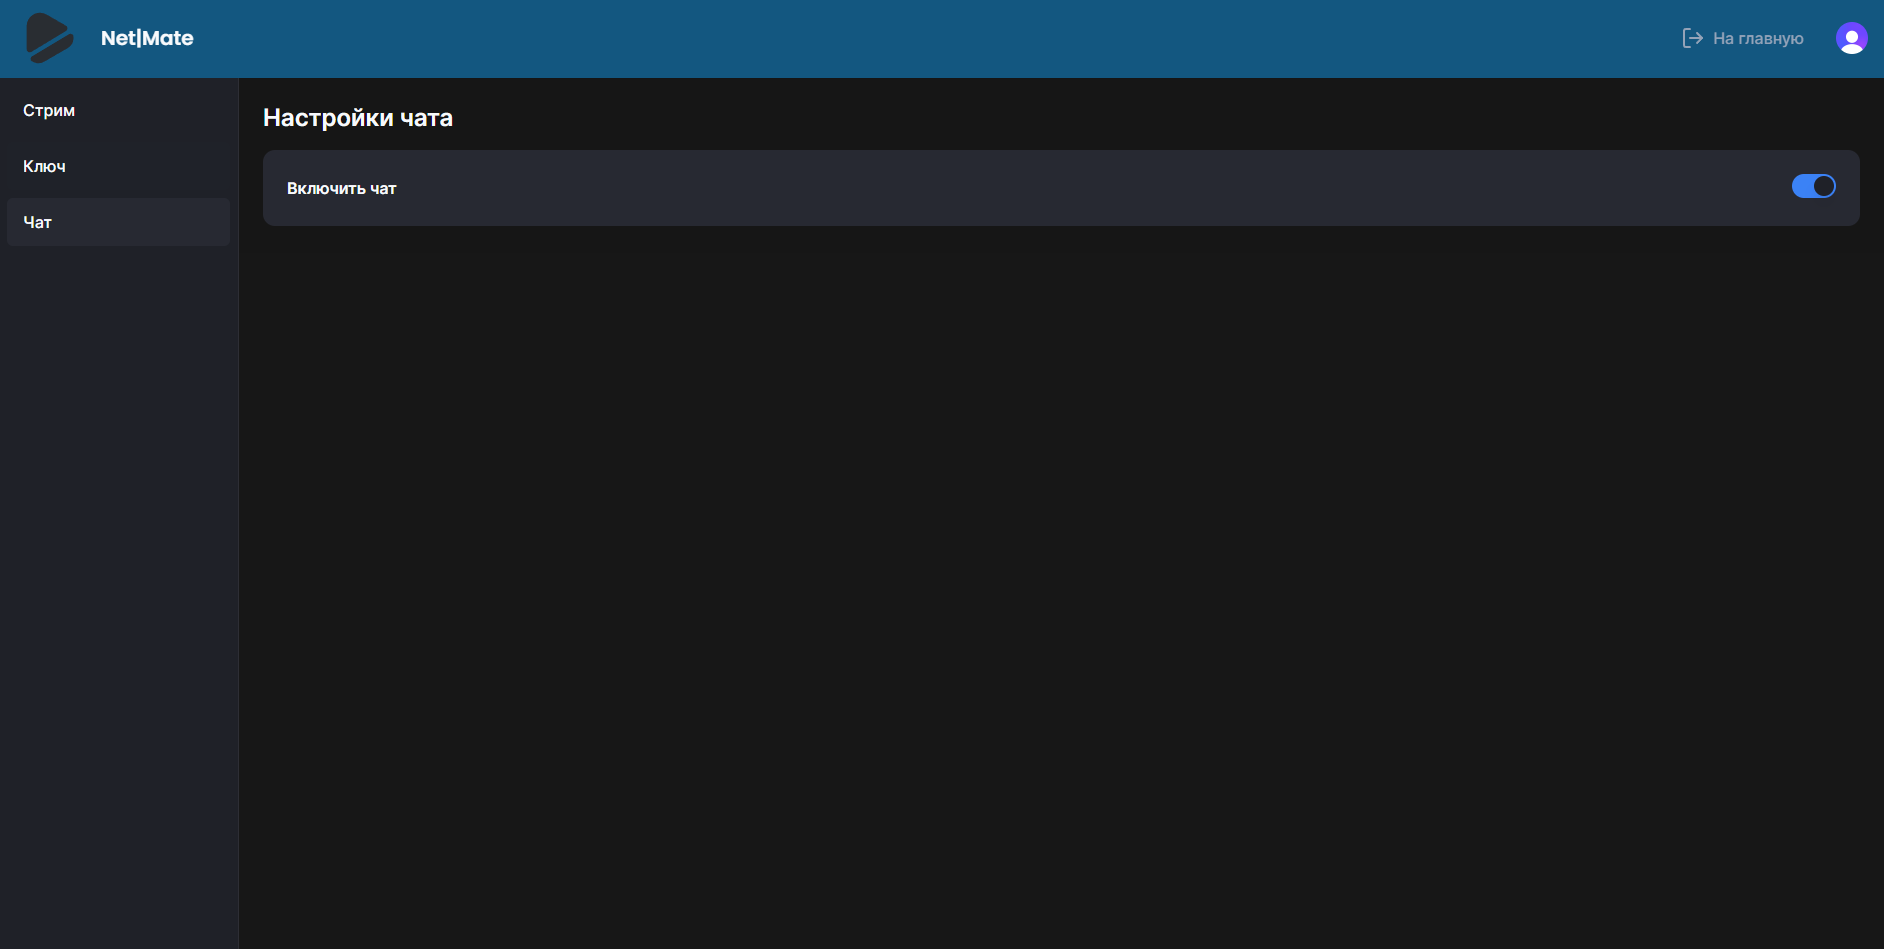 Net|Mate
На главную
Стрим
Ключ
Чат
Настройки чата
Включить чат